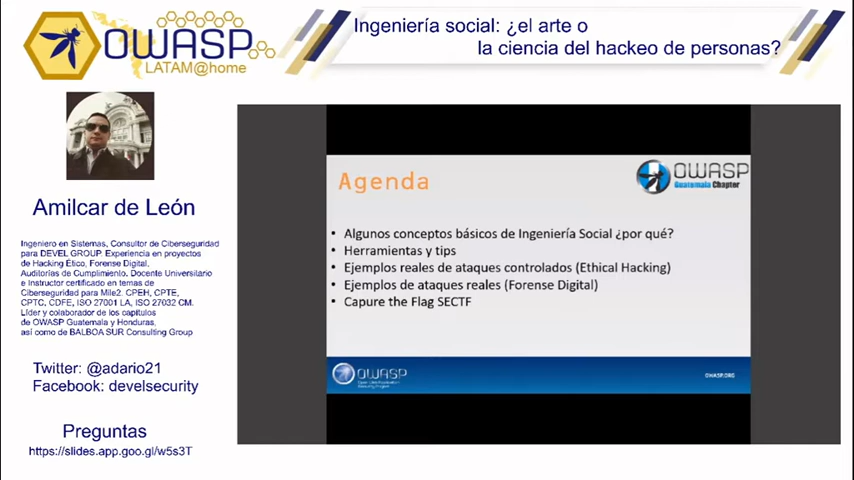 OWASP
LATAM@home
Ingeniería social: ¿el arte o
la ciencia del hackeo de personas?
Amilcar de León
Ingeniero en Sistemas, Consultor de Ciberseguridad
para DEVEL GROUP. Experiencia en proyectos
de Hacking Ético, Forense Digital,
Auditorías de Cumplimiento. Docente Universitario
e Instructor certificado en temas de
Ciberseguridad para Mile2. CPEH, CPTE,
CPTC, CDFE, ISO 27001 LA, ISO 27032 CM.
Líder y colaborador de los capítulos
de OWASP Guatemala y Honduras,
así como de BALBOA SUR Consulting Group
Twitter: @adario21
Facebook: develsecurity
Preguntas
https://slides.app.goo.gl/w5s3T
Agenda
OWASP
Guatemala Chapter
• Algunos conceptos básicos de Ingeniería Social ¿por qué?
• Herramientas y tips
• Ejemplos reales de ataques controlados (Ethical Hacking)
• Ejemplos de ataques reales (Forense Digital)
• Capure the Flag SECTF
OWASP
OWASP.ORG